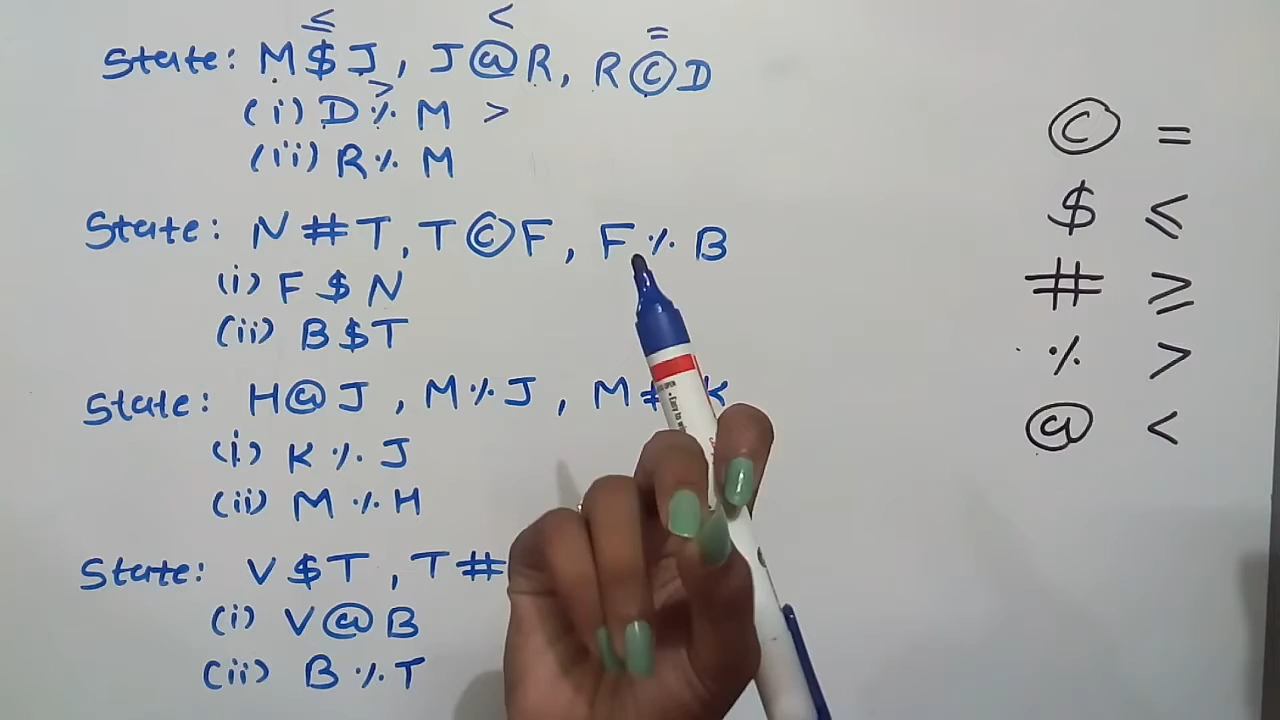 ≤ < =
State: M $ J, J @ R, R © D
>
(i) D % M >
(ii) R % M
State: N # T, T © F, F % B
(i) F $ N
(ii) B $ T
State: H @ J, M % J, M # K
(i) K % J
(ii) M % H
State: V $ T, T #
(i) V @ B
(ii) B % T
© =
$ ≤
# ≥
% >
@ <